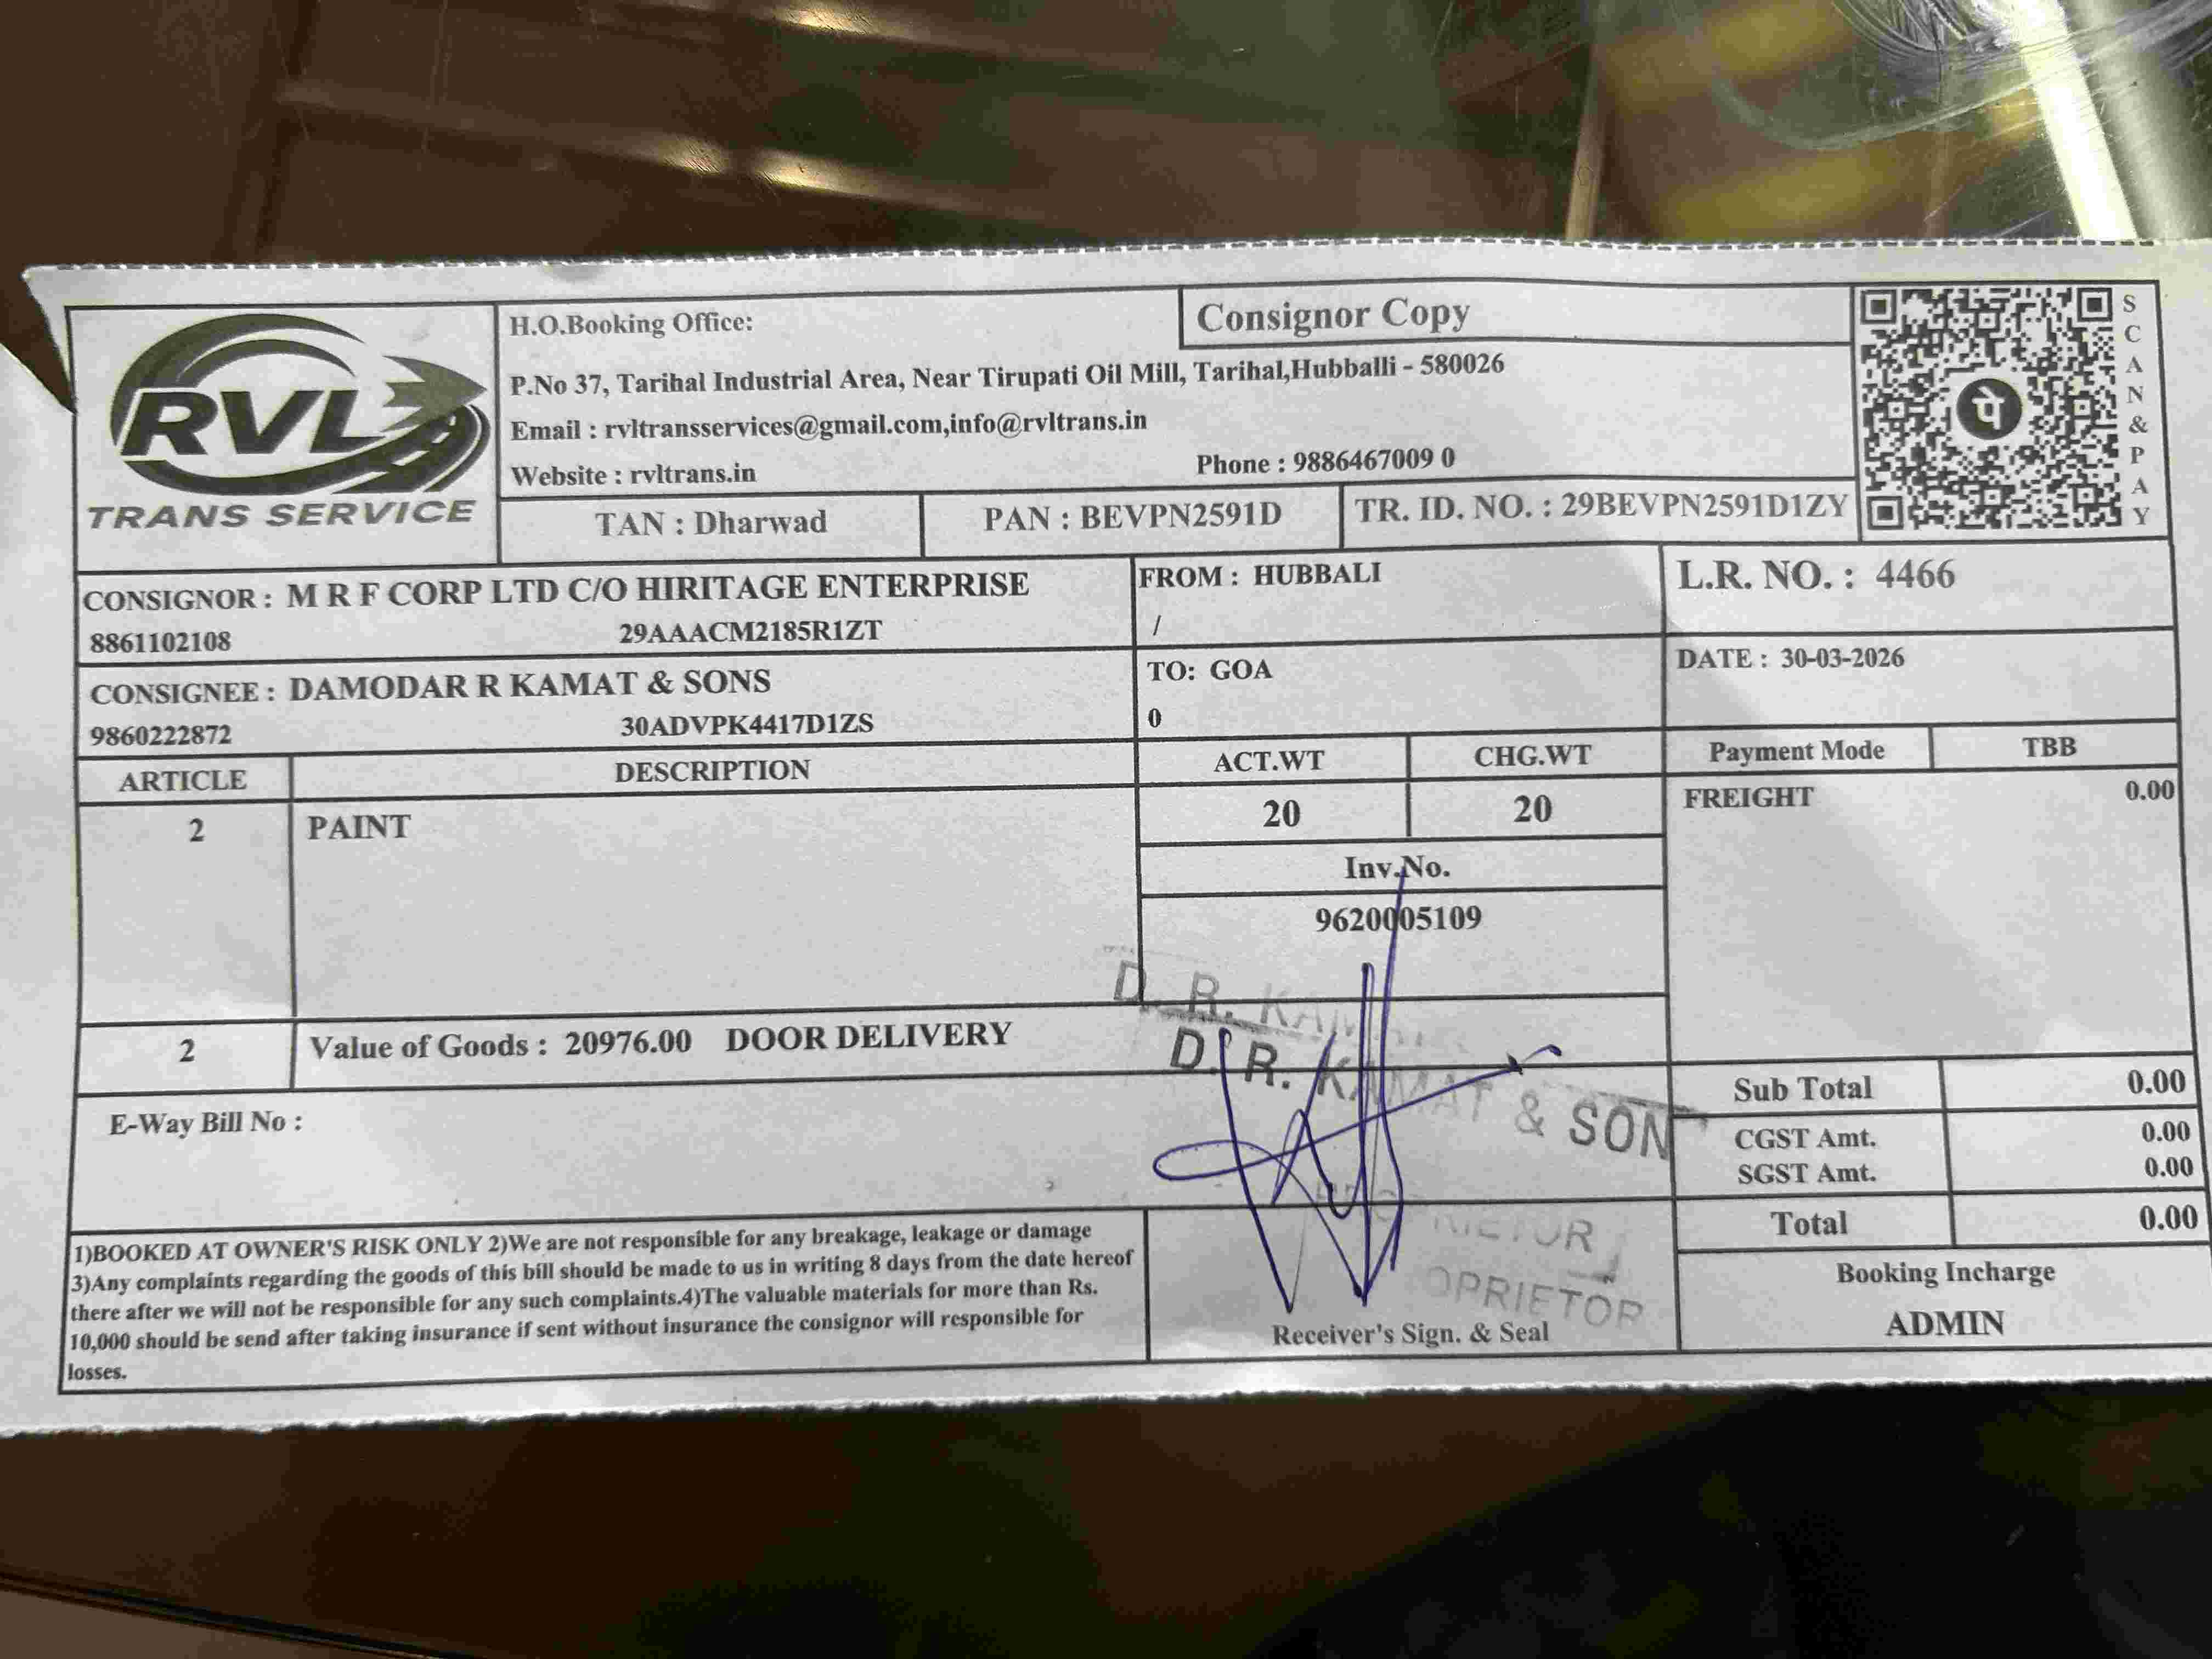 RVL
TRANS SERVICE
H.O.Booking Office:
Consignor Copy
P.No 37, Tarihal Industrial Area, Near Tirupati Oil Mill, Tarihal,Hubballi - 580026
Email : rvltransservices@gmail.com,info@rvltrans.in
Website : rvltrans.in Phone : 9886467009 0
TAN : Dharwad PAN : BEVPN2591D TR. ID. NO. : 29BEVPN2591D1ZY
पे
SCAN & PAY
CONSIGNOR : M R F CORP LTD C/O HIRITAGE ENTERPRISE
8861102108 29AAACM2185R1ZT
FROM : HUBBALI
/
L.R. NO. : 4466
CONSIGNEE : DAMODAR R KAMAT & SONS
9860222872 30ADVPK4417D1ZS
TO: GOA
0
DATE : 30-03-2026
ARTICLE DESCRIPTION ACT.WT CHG.WT Payment Mode TBB
2 PAINT 20 20 FREIGHT 0.00
Inv.No.
9620005109
2 Value of Goods : 20976.00 DOOR DELIVERY
D. R. KAM
D. R. KAMAT & SON
E-Way Bill No :
Sub Total 0.00
CGST Amt. 0.00
SGST Amt. 0.00
Total 0.00
1)BOOKED AT OWNER'S RISK ONLY 2)We are not responsible for any breakage, leakage or damage
3)Any complaints regarding the goods of this bill should be made to us in writing 8 days from the date hereof
there after we will not be responsible for any such complaints.4)The valuable materials for more than Rs.
10,000 should be send after taking insurance if sent without insurance the consignor will responsible for
losses.
RIETOR
OPRIETOR
Receiver's Sign. & Seal
Booking Incharge
ADMIN